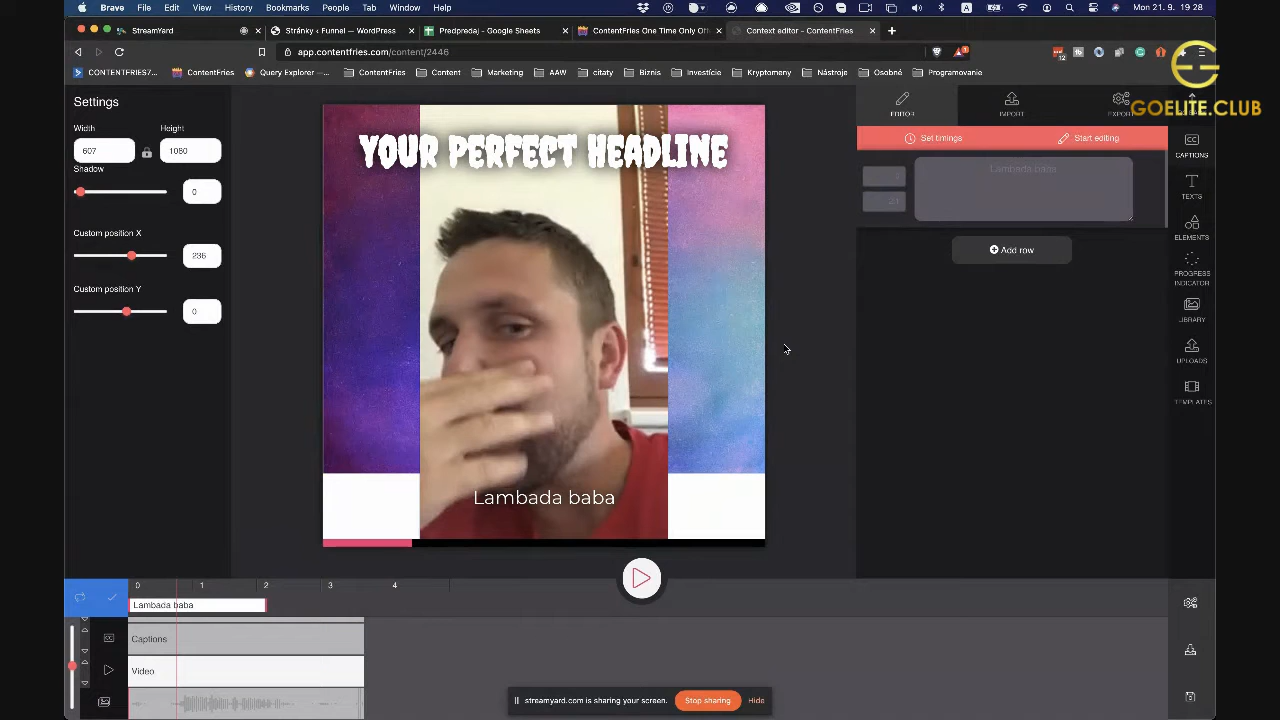 Brave File Edit View History Bookmarks People Tab Window Help Mon 21.9. 19 28
StreamYard Stránky ‹ Funnel — WordPress Predpredaj - Google Sheets ContentFries One Time Only Off Context editor - ContentFries
app.contentfries.com/content/2446
CONTENTFRIES7... ContentFries Query Explorer -... ContentFries Content Marketing AAW citaty Biznis Investície Kryptomeny Nástroje Osobné Programovanie
GOELITE.CLUB
Settings
Width Height
607 1080
Shadow
0
Custom position X
236
Custom position Y
0
YOUR PERFECT HEADLINE
Lambada baba
EDITOR IMPORT EXPOR
Set timings Start editing
Lambada baba
Add row
CAPTIONS
TEXTS
ELEMENTS
PROGRESS
INDICATOR
LIBRARY
UPLOADS
TEMPLATES
0 1 2 3 4
Lambada baba
Captions
Video
streamyard.com is sharing your screen. Stop sharing Hide